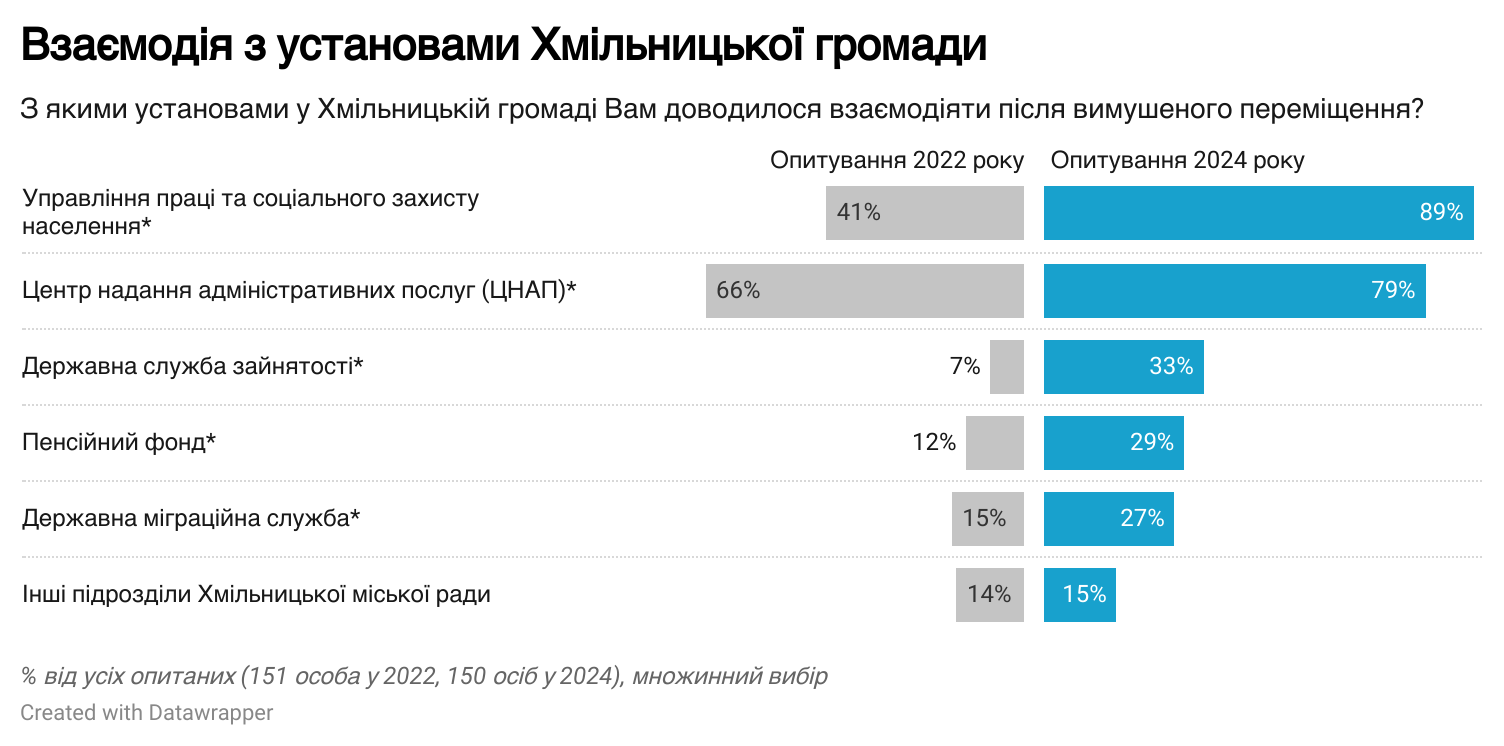 Взаємодія з установами Хмільницької громади
З якими установами у Хмільницькій громаді Вам доводилося взаємодіяти після вимушеного переміщення?
Опитування 2022 року Опитування 2024 року
Управління праці та соціального захисту
населення* 41% 89%
Центр надання адміністративних послуг (ЦНАП)* 66% 79%
Державна служба зайнятості* 7% 33%
Пенсійний фонд* 12% 29%
Державна міграційна служба* 15% 27%
Інші підрозділи Хмільницької міської ради 14% 15%
% від усіх опитаних (151 особа у 2022, 150 осіб у 2024), множинний вибір
Created with Datawrapper